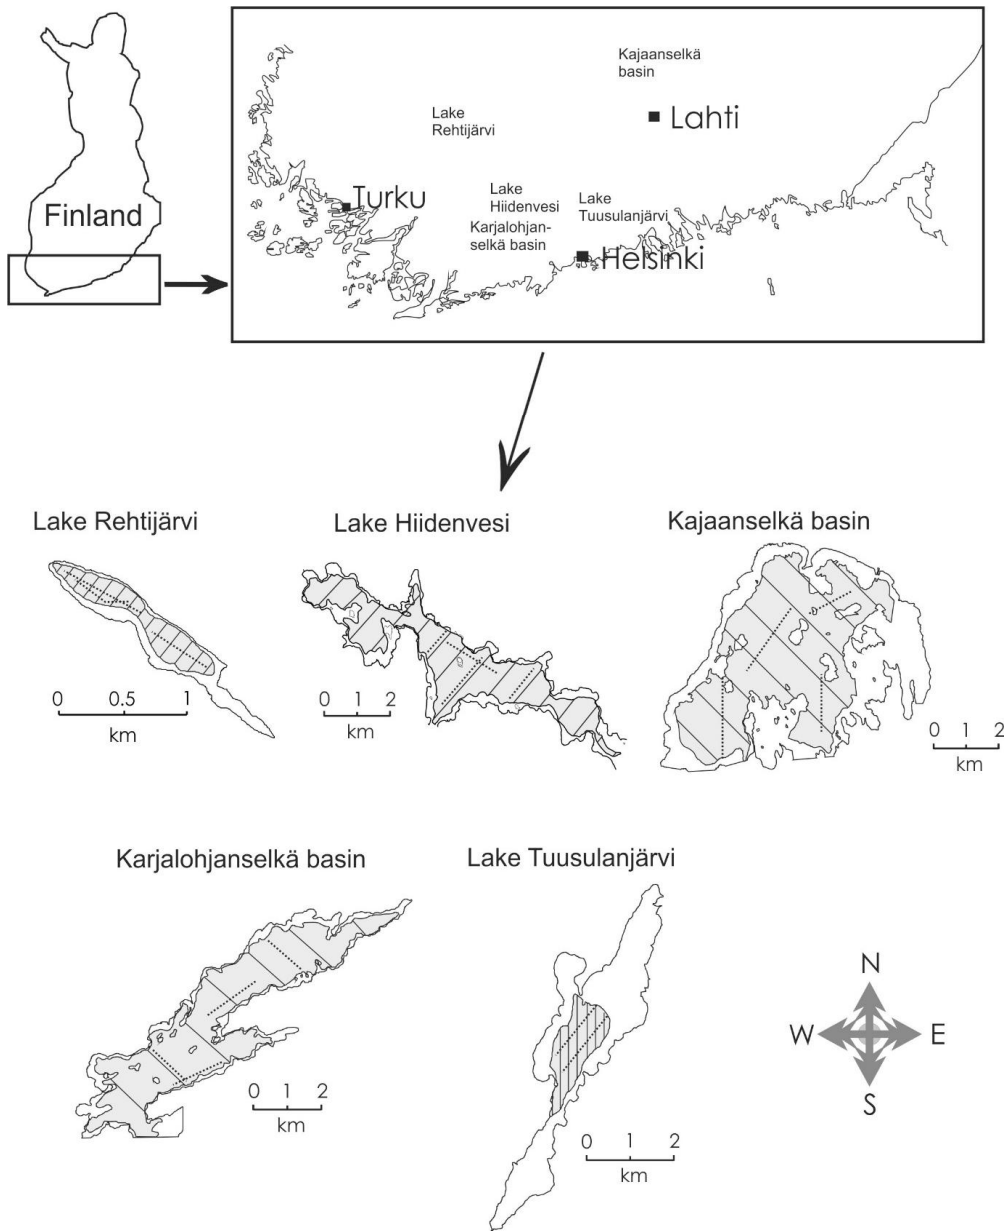 Finland
Kajaanselkä
basin
Lahti
Lake
Rehtijärvi
Turku
Lake
Hiidenvesi
Lake
Tuusulanjärvi
Karjalohjan-
selkä basin
Helsinki
Lake Rehtijärvi
Lake Hiidenvesi
Kajaanselkä basin
0 0.5 1
km
0 1 2
km
0 1 2
km
Karjalohjanselkä basin
Lake Tuusulanjärvi
0 1 2
km
0 1 2
km
N
W E
S